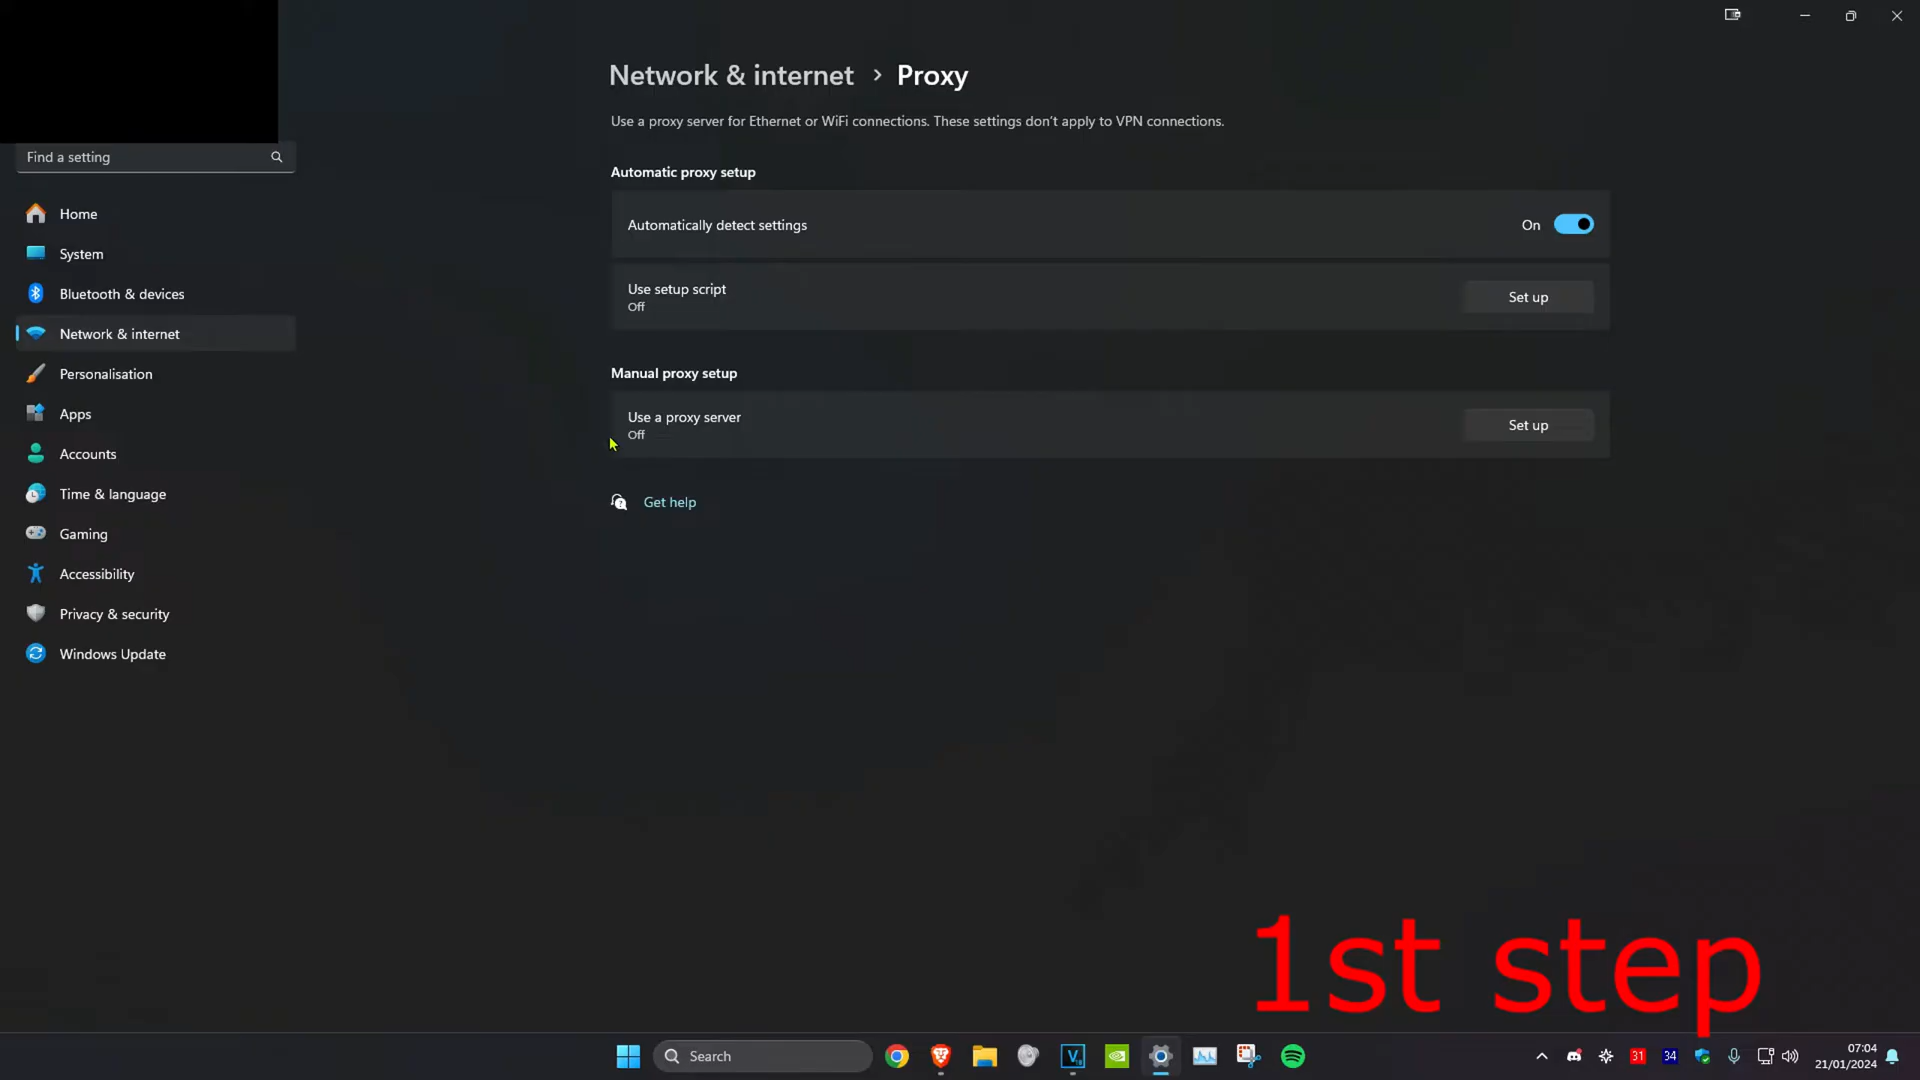 Network & internet > Proxy
Use a proxy server for Ethernet or WiFi connections. These settings don't apply to VPN connections.
Find a setting
Home
System
Bluetooth & devices
Network & internet
Personalisation
Apps
Accounts
Time & language
Gaming
Accessibility
Privacy & security
Windows Update
Automatic proxy setup
Automatically detect settings
On
Use setup script
Off
Set up
Manual proxy setup
Use a proxy server
Off
Set up
Get help
1st step
Search
V
31
34
07:04
21/01/2024